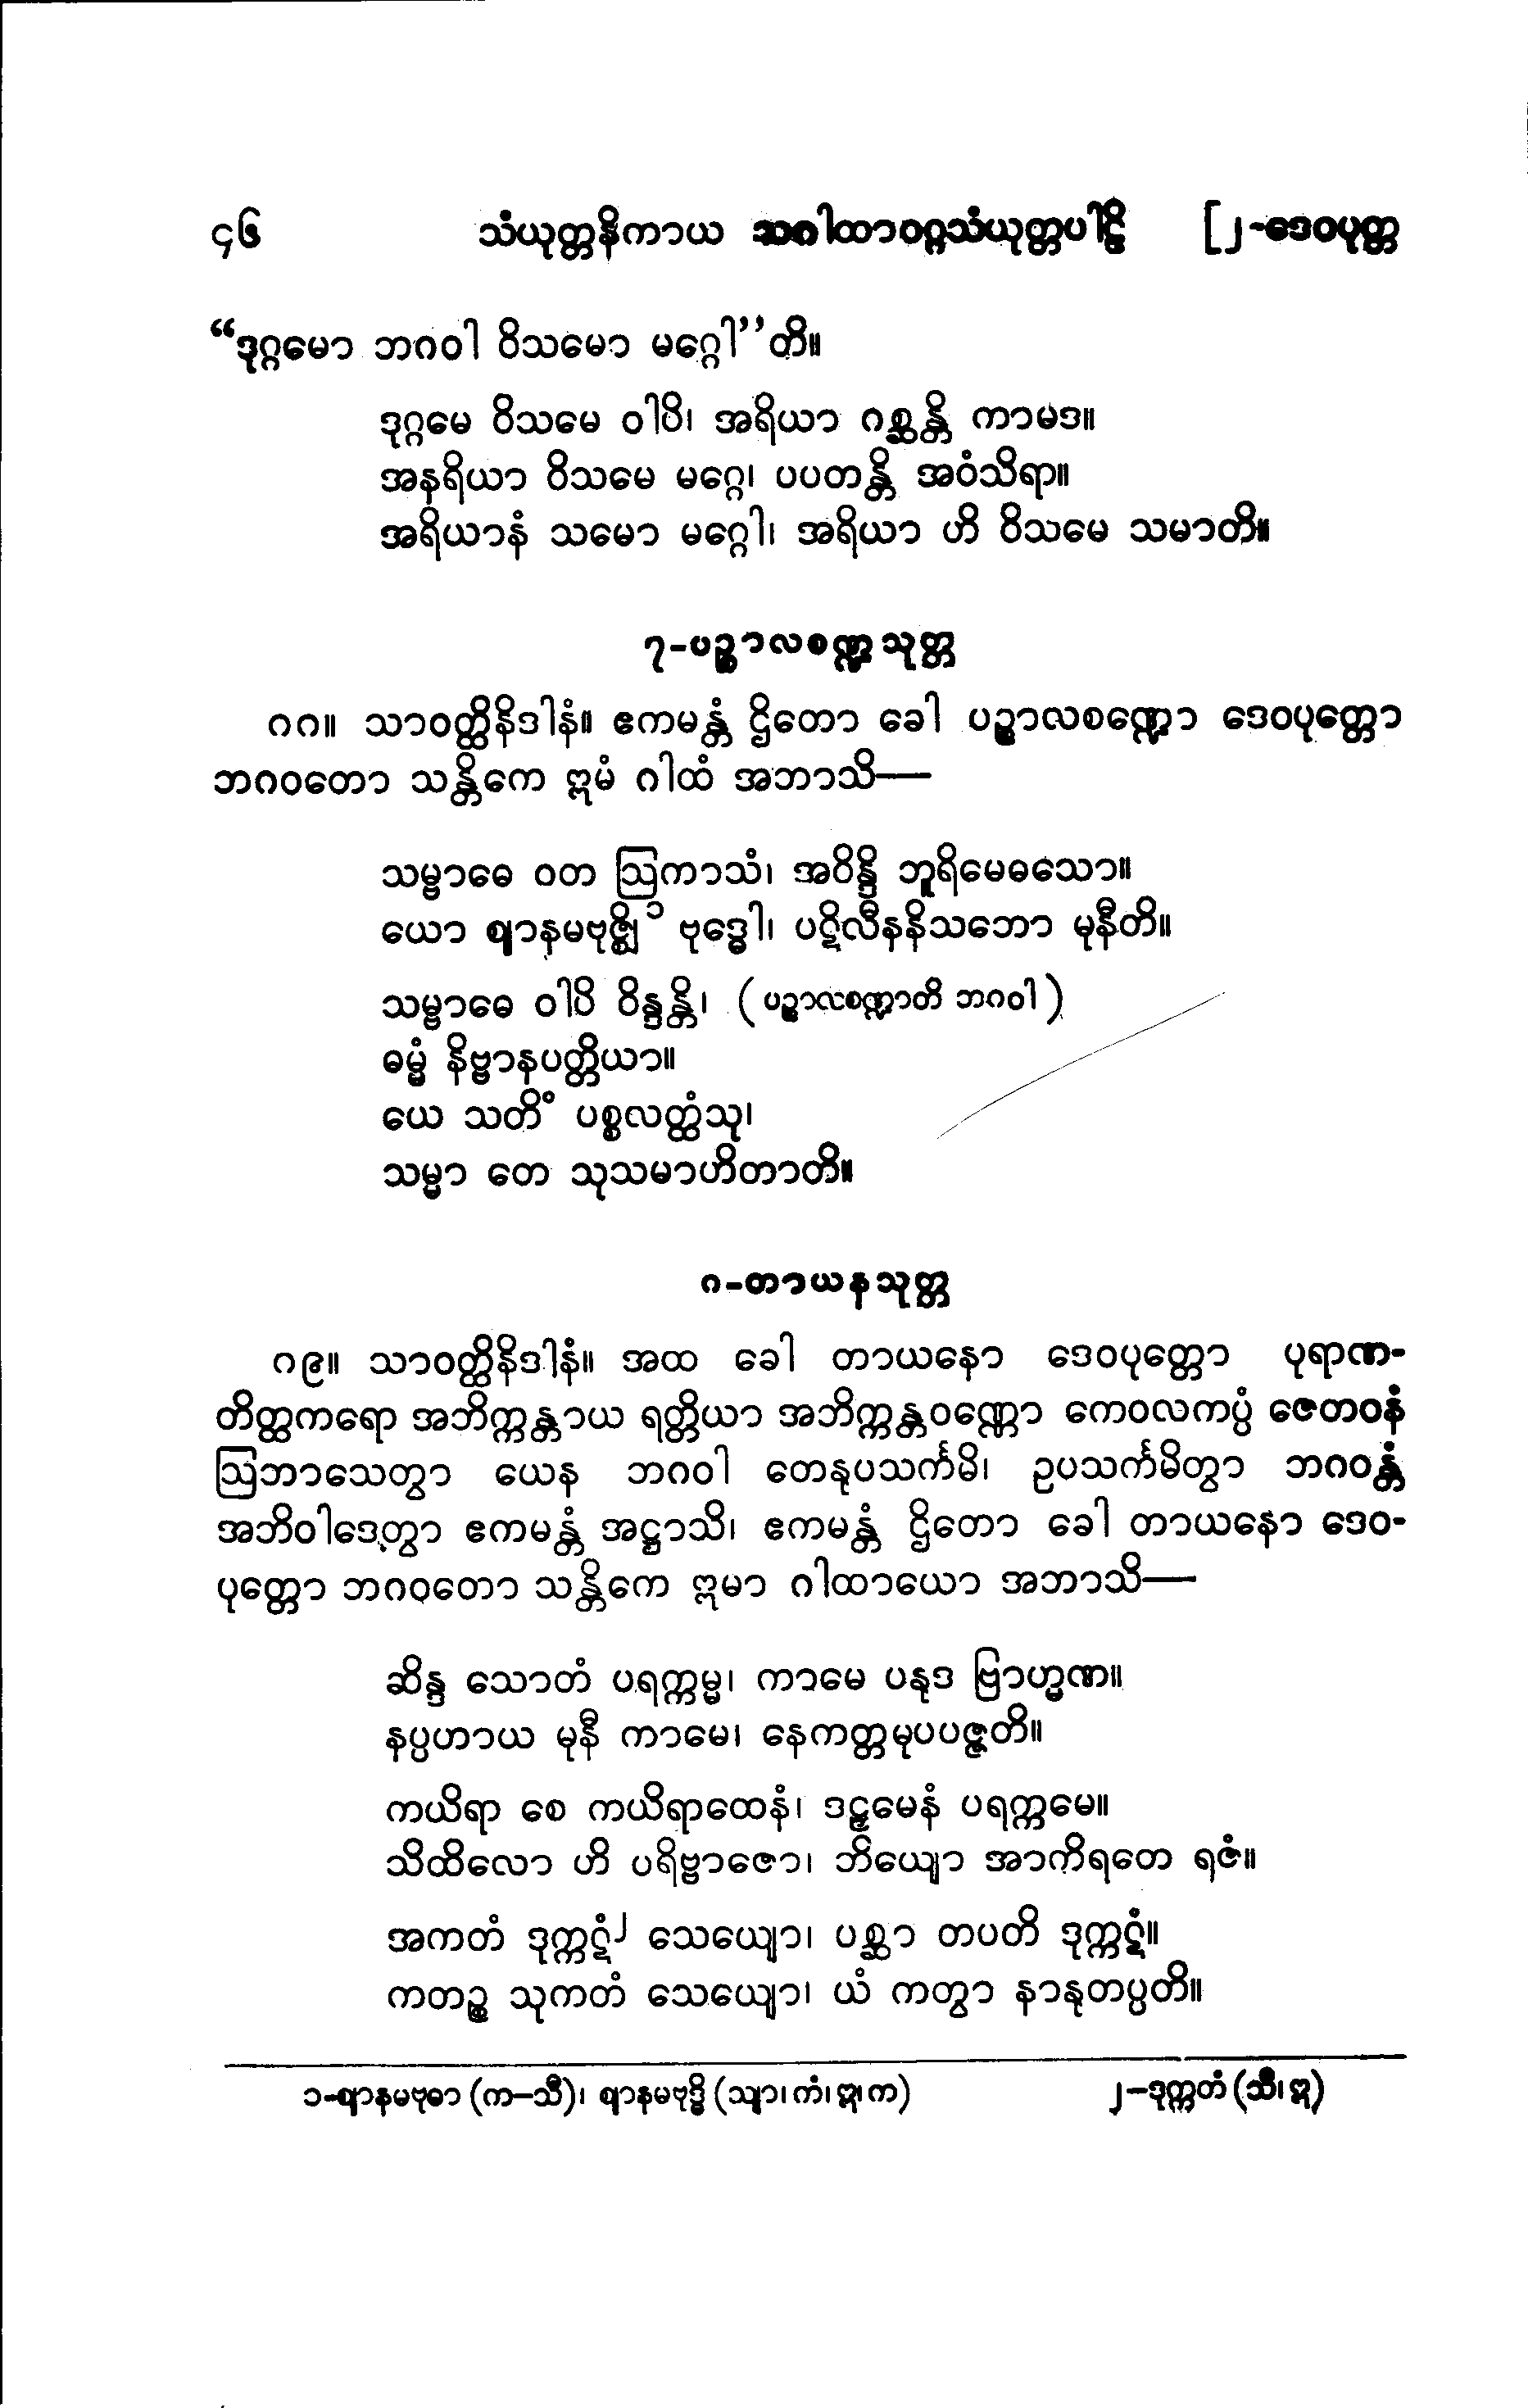 ၄၆ သံယုတ္တနိကာယ သဂါထာဝဂ္ဂသံယုတ္တပါဠိ [၂-ဒေဝပုတ္တ
“ဒုဂ္ဂမော ဘဂဝါ ဝိသမော မဂ္ဂေါ’’တိ။
ဒုဂ္ဂမေ ဝိသမေ ဝါပိ၊ အရိယာ ဂစ္ဆန္တိ ကာမဒ။
အနရိယာ ဝိသမေ မဂ္ဂေ၊ ပပတန္တိ အဝံသိရာ။
အရိယာနံ သမော မဂ္ဂေါ၊ အရိယာ ဟိ ဝိသမေ သမာတိ။
၇-ပဉ္စာလစဏ္ဍသုတ္တ
၈၈။ သာဝတ္ထိနိဒါနံ။ ဧကမန္တံ ဌိတော ခေါ ပဉ္စာလစဏ္ဍော ဒေဝပုတ္တော
ဘဂဝတော သန္တိကေ ဣမံ ဂါထံ အဘာသိ—
သမ္ဗာဓေ ဝတ ဩကာသံ၊ အဝိန္ဒိ ဘူရိမေဓသော။
ယော ဈာနမဗုဇ္ဈိ ၁ ဗုဒ္ဓေါ၊ ပဋိလီနနိသဘော မုနီတိ။
သမ္ဗာဓေ ဝါပိ ဝိန္ဒန္တိ၊ (ပဉ္စာလစဏ္ဍာတိ ဘဂဝါ)
ဓမ္မံ နိဗ္ဗာနပတ္တိယာ။
ယေ သတိံ ပစ္စလတ္ထံသု၊
သမ္မာ တေ သုသမာဟိတာတိ။
၈-တာယနသုတ္တ
၈၉။ သာဝတ္ထိနိဒါနံ။ အထ ခေါ တာယနော ဒေဝပုတ္တော ပုရာဏ-
တိတ္ထကရော အဘိက္ကန္တာယ ရတ္တိယာ အဘိက္ကန္တဝဏ္ဏော ကေဝလကပ္ပံ ဇေတဝနံ
ဩဘာသေတွာ ယေန ဘဂဝါ တေနုပသင်္ကမိ၊ ဥပသင်္ကမိတွာ ဘဂဝန္တံ
အဘိဝါဒေတွာ ဧကမန္တံ အဋ္ဌာသိ၊ ဧကမန္တံ ဌိတော ခေါ တာယနော ဒေဝ-
ပုတ္တော ဘဂဝတော သန္တိကေ ဣမာ ဂါထာယော အဘာသိ—
ဆိန္ဒ သောတံ ပရက္ကမ္မ၊ ကာမေ ပနုဒ ဗြာဟ္မဏ။
နပ္ပဟာယ မုနီ ကာမေ၊ နေကတ္တမုပပဇ္ဇတိ။
ကယိရာ စေ ကယိရာထေနံ၊ ဒဠှမေနံ ပရက္ကမေ။
သိထိလော ဟိ ပရိဗ္ဗာဇော၊ ဘိယျော အာကိရတေ ရဇံ။
အကတံ ဒုက္ကဋံ၂ သေယျော၊ ပစ္ဆာ တပတိ ဒုက္ကဋံ။
ကတဉ္စ သုကတံ သေယျော၊ ယံ ကတွာ နာနုတပ္ပတိ။
၁-ဈာနမဗုဓာ (က-သီ)၊ ဈာနမဗုဒ္ဓိ (သျာ၊ ကံ၊ ဣ၊ က) ၂-ဒုက္ကတံ (သီ၊ ဣ)